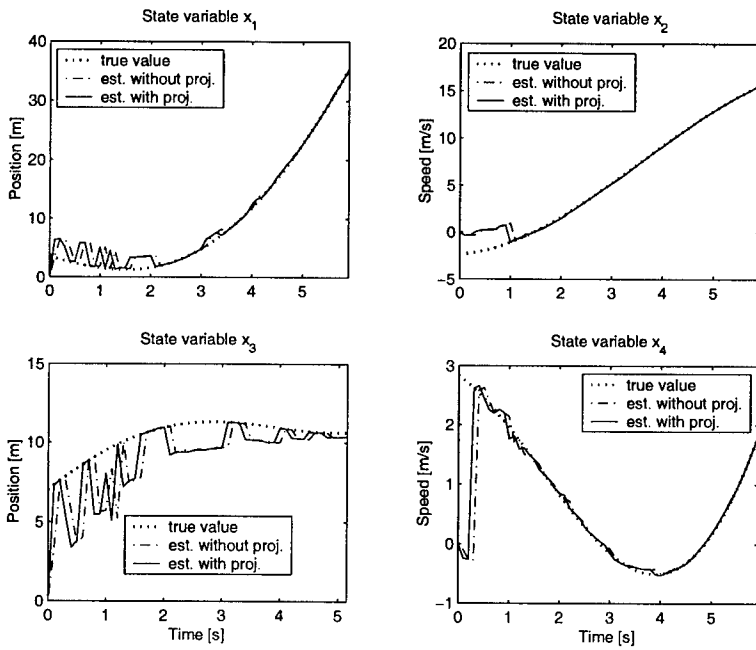 State variable x1
40
30
20
10
0
0 1 2 3 4 5
Position [m]
true value
est. without proj.
est. with proj.
State variable x2
20
15
10
5
0
−5
0 1 2 3 4 5
Speed [m/s]
true value
est. without proj.
est. with proj.
State variable x3
15
10
5
0
0 1 2 3 4 5
Position [m]
Time [s]
true value
est. without proj.
est. with proj.
State variable x4
3
2
1
0
−1
0 1 2 3 4 5
Speed [m/s]
Time [s]
true value
est. without proj.
est. with proj.